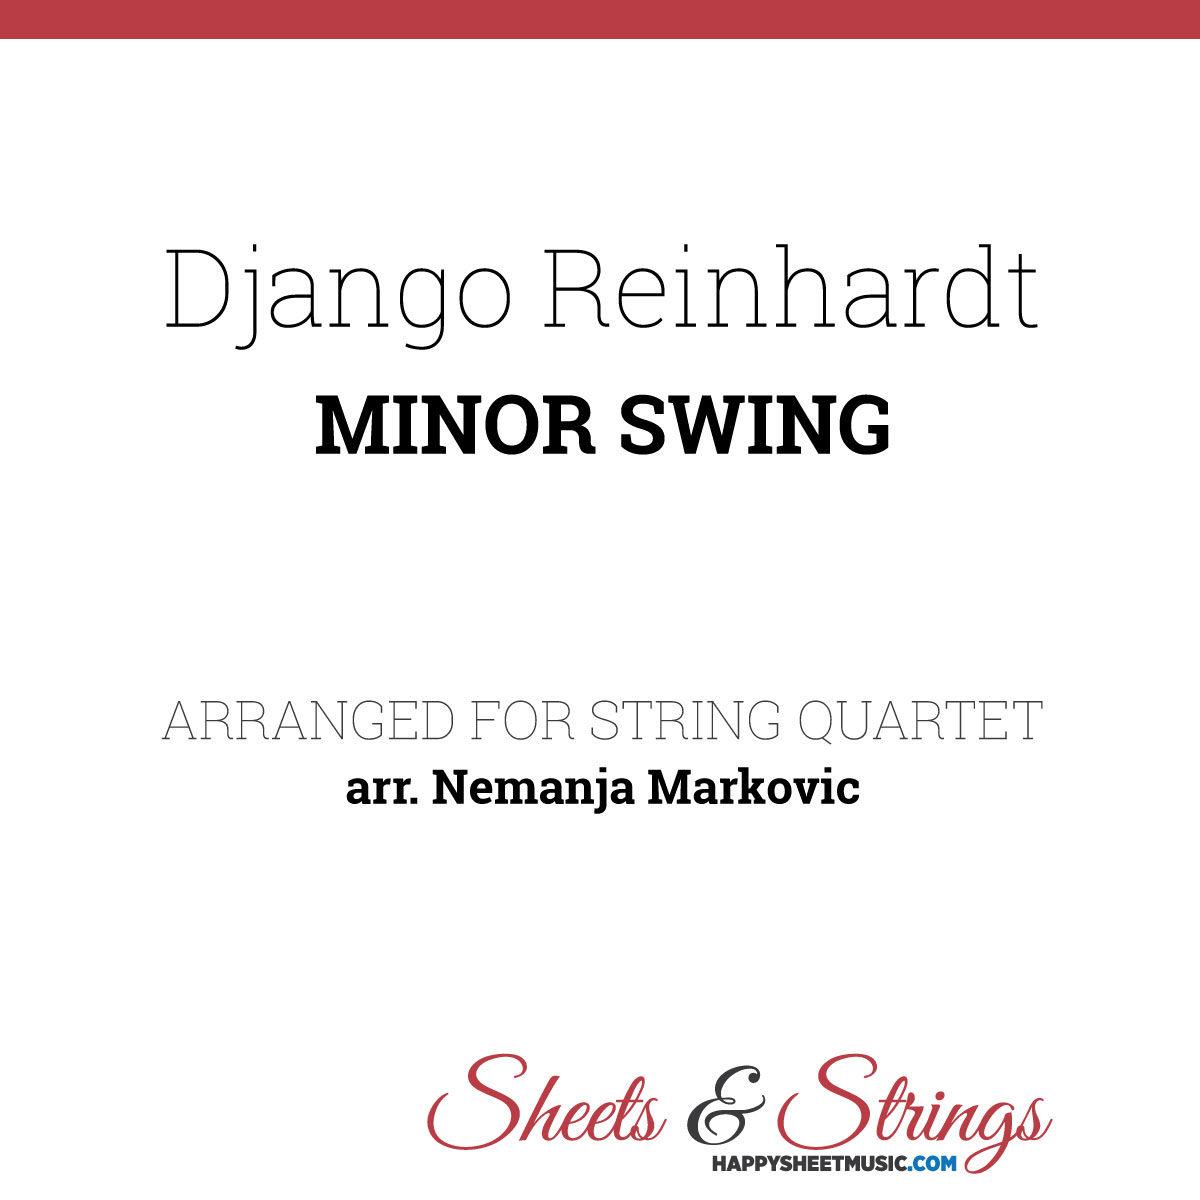 Django Reinhardt
MINOR SWING
ARRANGED FOR STRING QUARTET
arr. Nemanja Markovic
Sheets & Strings
HAPPYSHEETMUSIC.COM